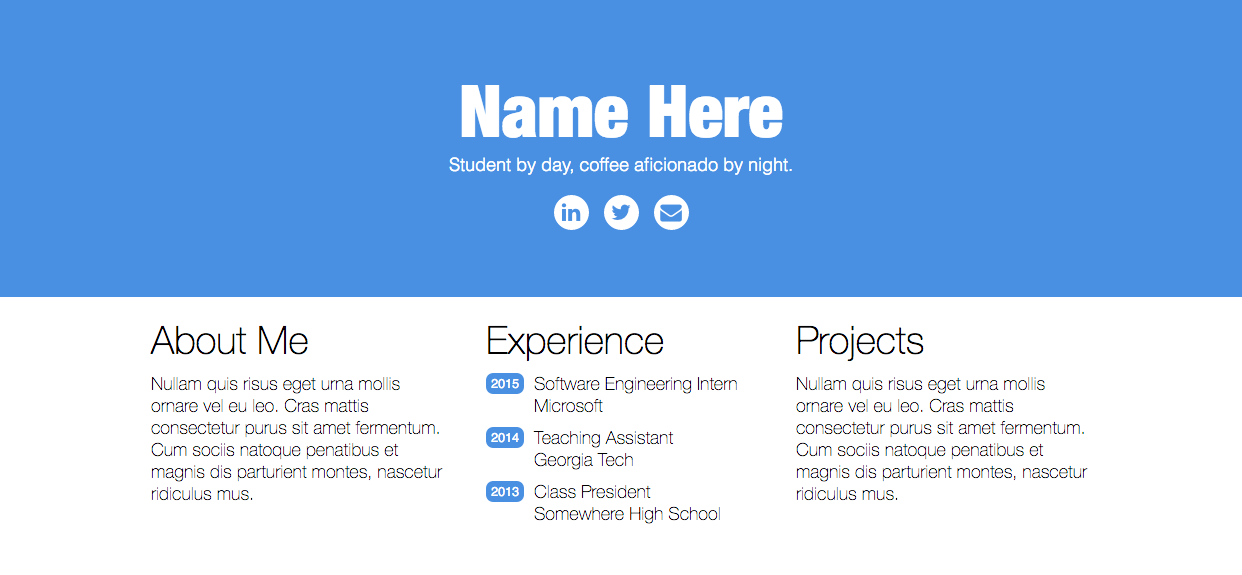 Name Here
Student by day, coffee aficionado by night.
in
About Me
Nullam quis risus eget urna mollis
ornare vel eu leo. Cras mattis
consectetur purus sit amet fermentum.
Cum sociis natoque penatibus et
magnis dis parturient montes, nascetur
ridiculus mus.
Experience
2015 Software Engineering Intern
Microsoft
2014 Teaching Assistant
Georgia Tech
2013 Class President
Somewhere High School
Projects
Nullam quis risus eget urna mollis
ornare vel eu leo. Cras mattis
consectetur purus sit amet fermentum.
Cum sociis natoque penatibus et
magnis dis parturient montes, nascetur
ridiculus mus.